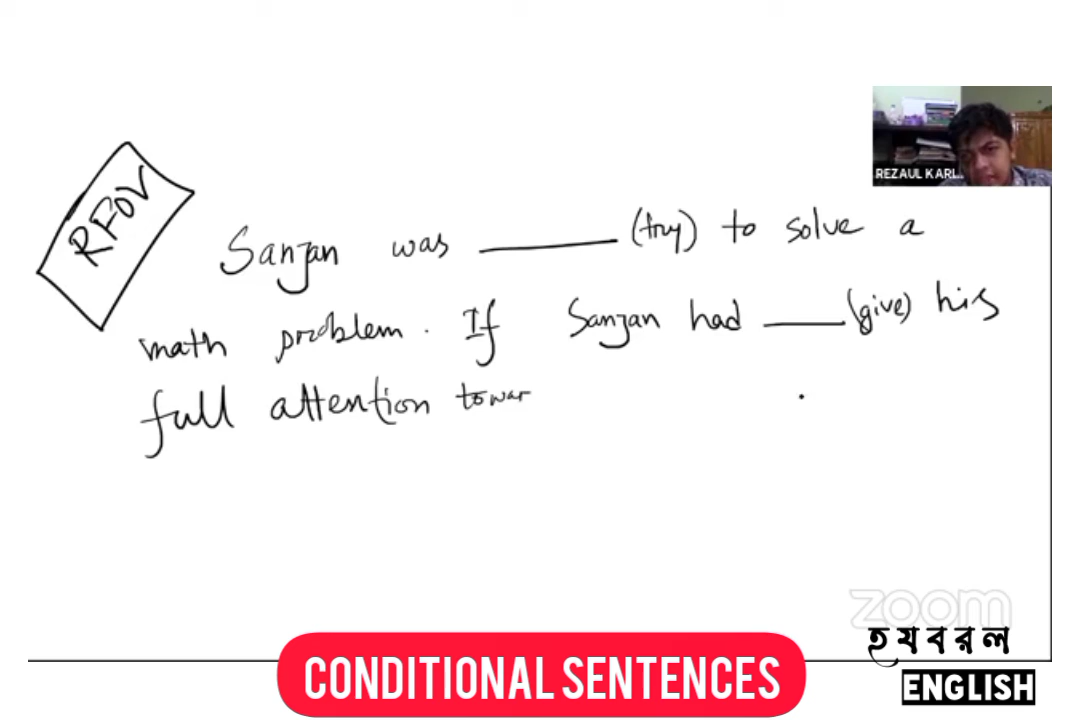 REZAUL KARI...
RFOV
Sanjan was ______ (try) to solve a
math problem. If Sanjan had ____ (give) his
full attention towar
zoom
হযবরল
ENGLISH
CONDITIONAL SENTENCES